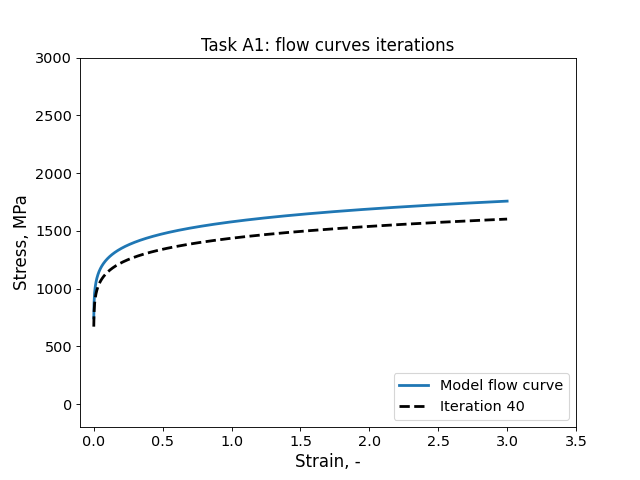 Task A1: flow curves iterations
3000
2500
2000
1500
1000
500
0
Stress, MPa
0.0 0.5 1.0 1.5 2.0 2.5 3.0 3.5
Strain, -
Model flow curve
Iteration 40